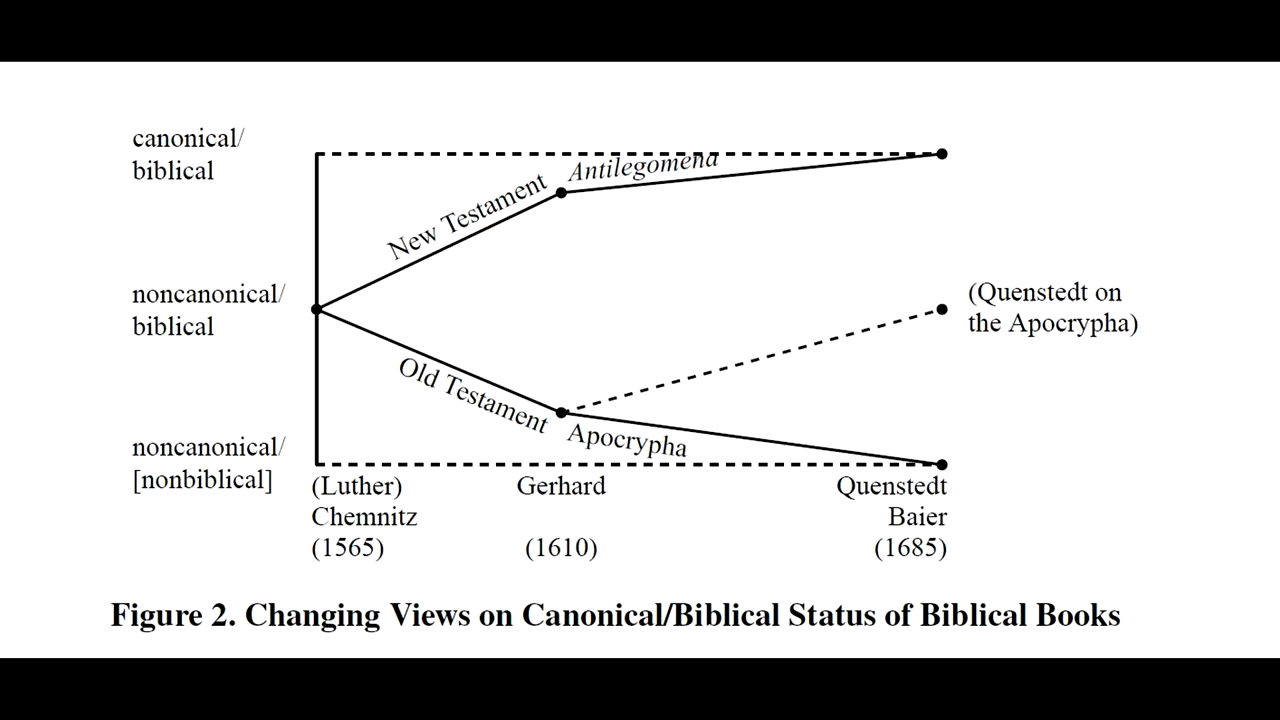 canonical/
biblical
Antilegomena
New Testament
noncanonical/
biblical
(Quenstedt on
the Apocrypha)
Old Testament
Apocrypha
noncanonical/
[nonbiblical]
(Luther)
Chemnitz
(1565)
Gerhard
(1610)
Quenstedt
Baier
(1685)
Figure 2. Changing Views on Canonical/Biblical Status of Biblical Books